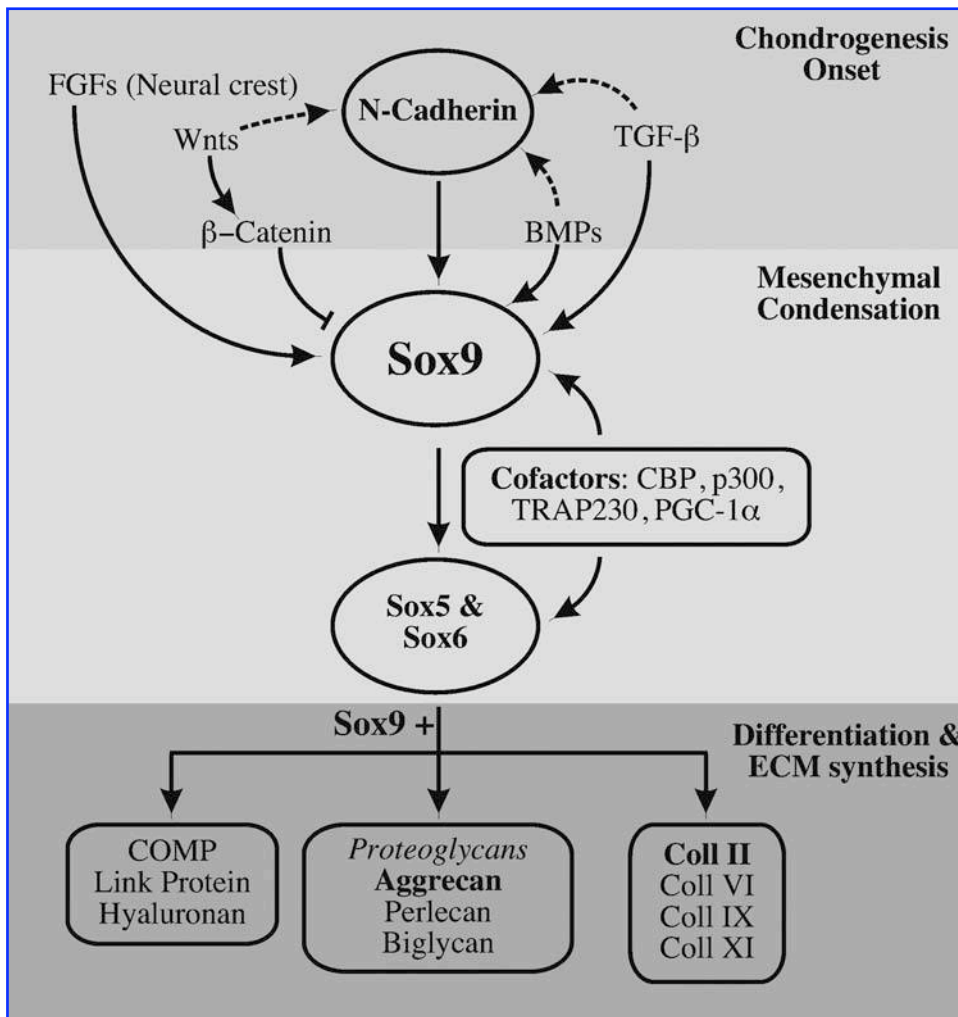 Chondrogenesis
Onset
FGFs (Neural crest)
N-Cadherin
Wnts
TGF-β
β–Catenin
BMPs
Mesenchymal
Condensation
Sox9
Cofactors: CBP, p300,
TRAP230, PGC-1α
Sox5 &
Sox6
Sox9 +
Differentiation &
ECM synthesis
COMP
Link Protein
Hyaluronan
Proteoglycans
Aggrecan
Perlecan
Biglycan
Coll II
Coll VI
Coll IX
Coll XI